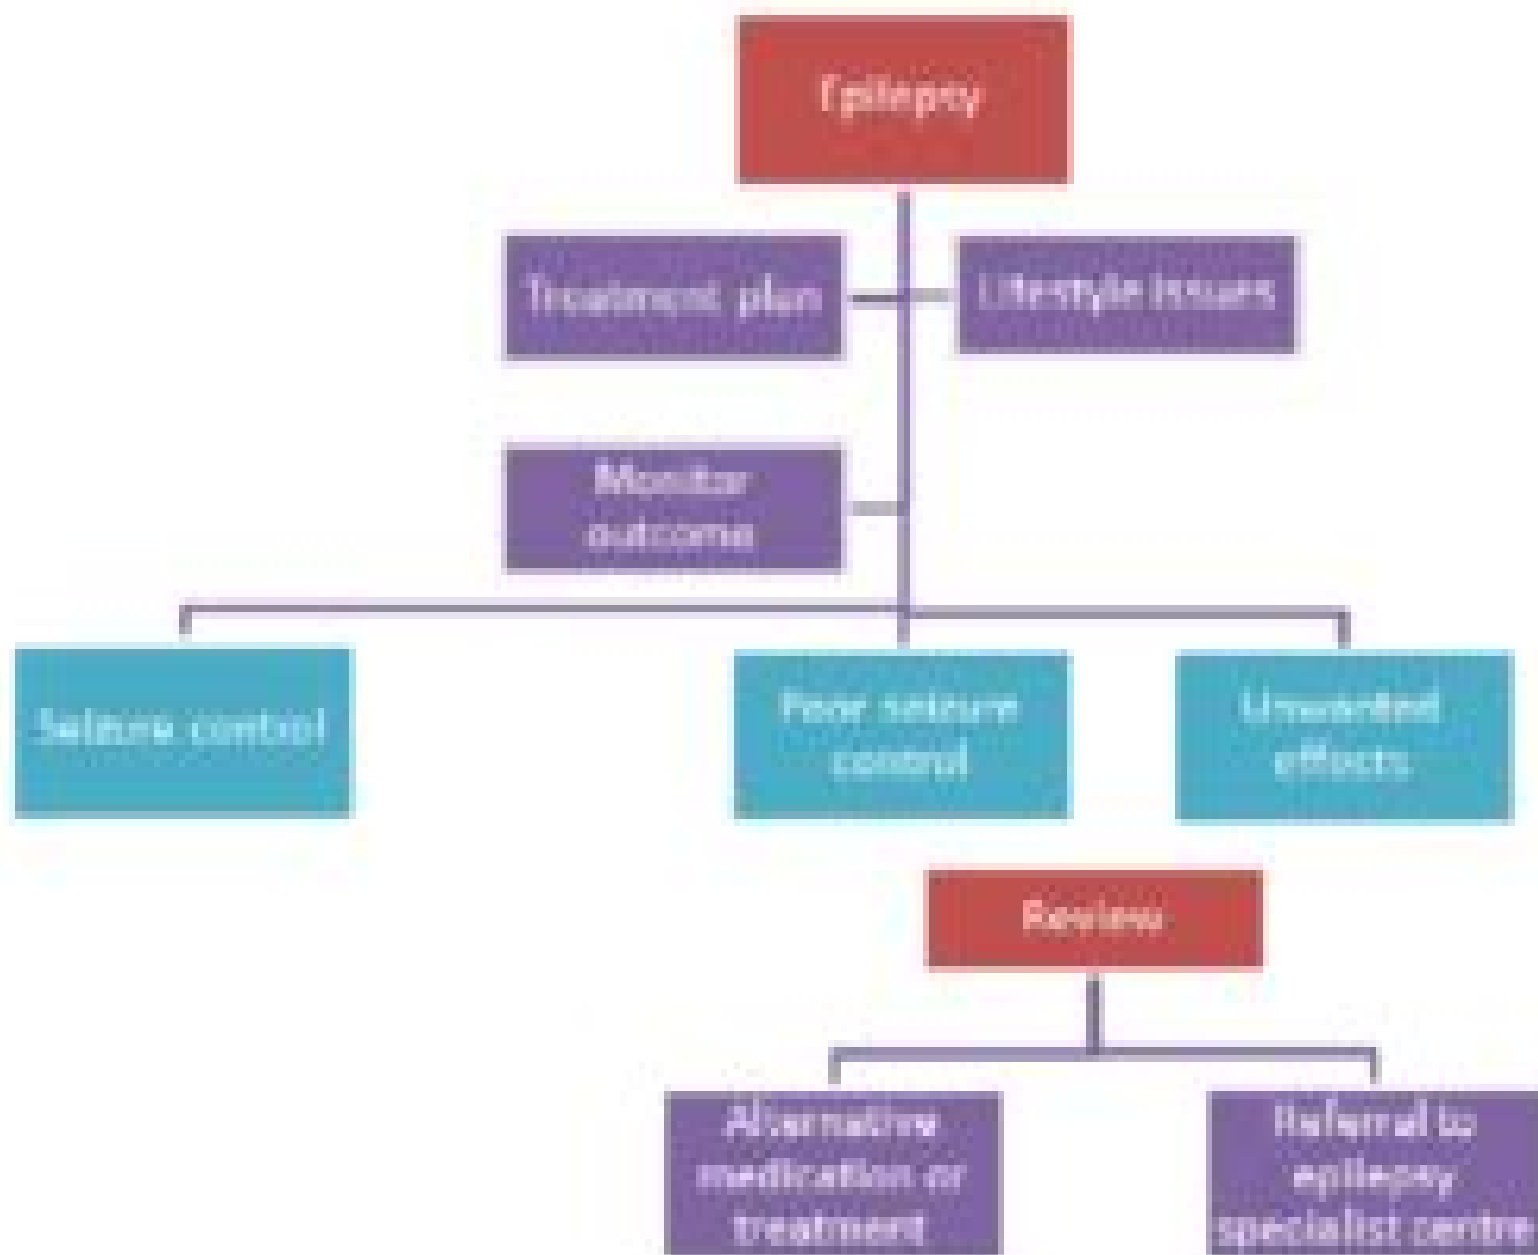 Epilepsy
Treatment plan
Lifestyle issues
Monitor
outcome
Seizure control
Poor seizure
control
Unwanted
effects
Review
Alternative
medication or
treatment
Referral to
epilepsy
specialist centre